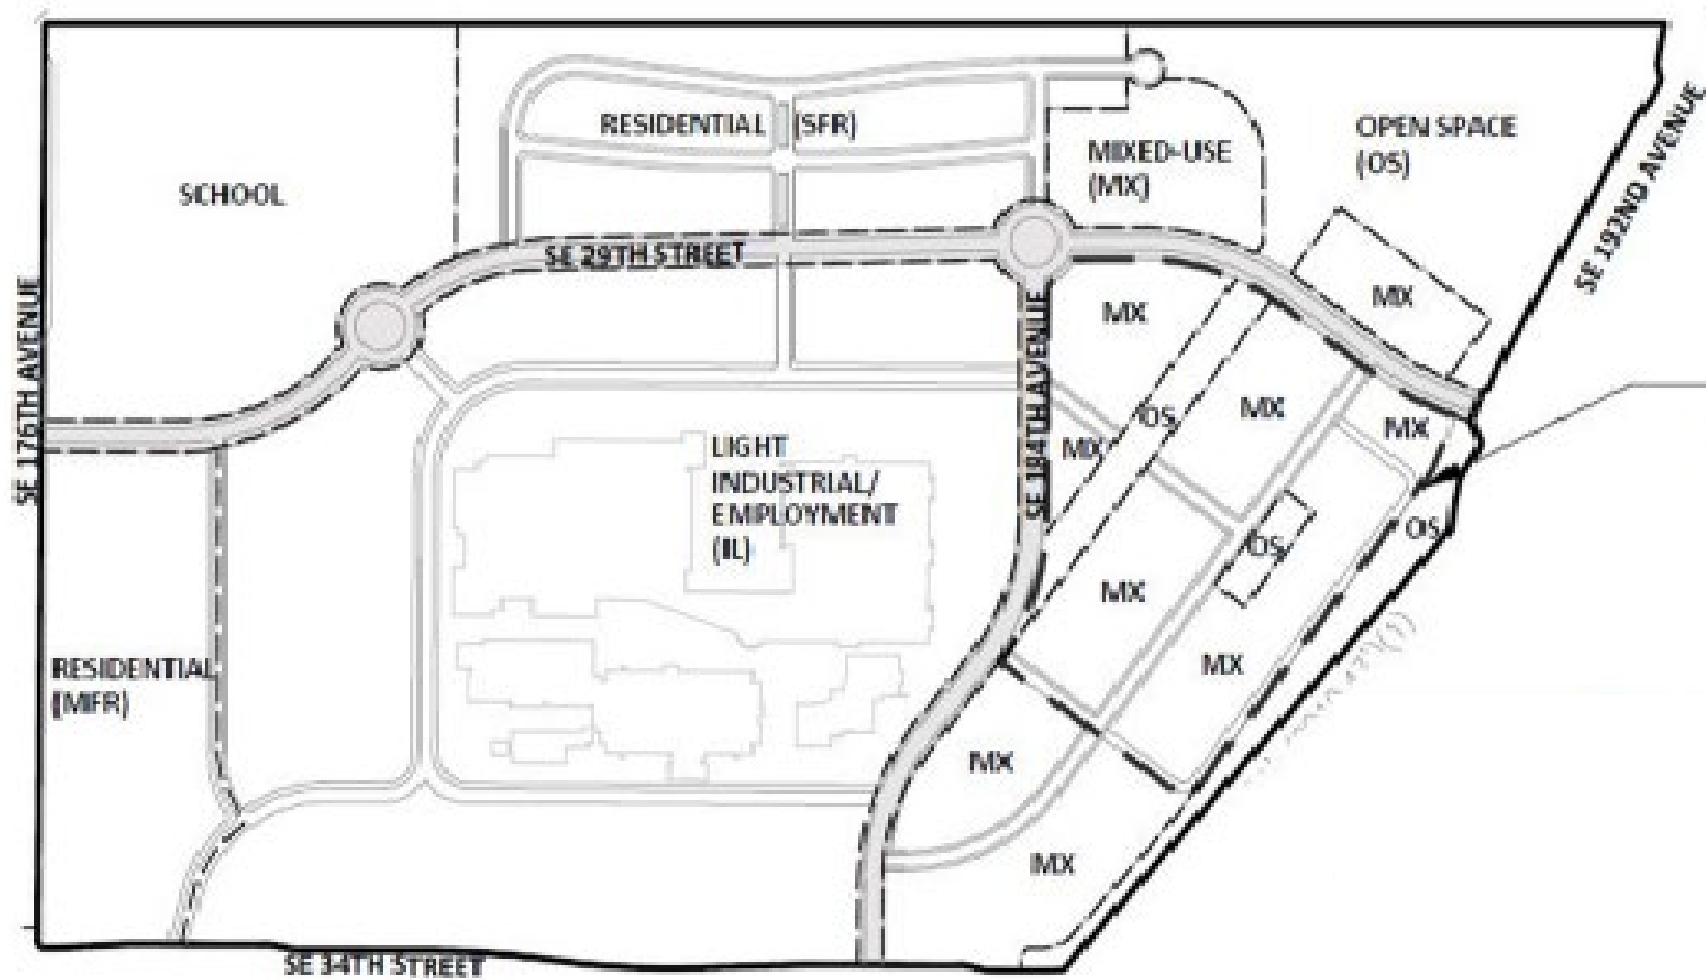 RESIDENTIAL (SFR)
MIXED-USE
(MX)
OPEN SPACE
(OS)
SCHOOL
SE 192ND AVENUE
SE 29TH STREET
SE 176TH AVENUE
MX
MX
SE 184TH AVENUE
OS
MX
MX
MX
LIGHT
INDUSTRIAL/
EMPLOYMENT
(IL)
OS
OS
MX
RESIDENTIAL
(MFR)
MX
MX
MX
SE 34TH STREET